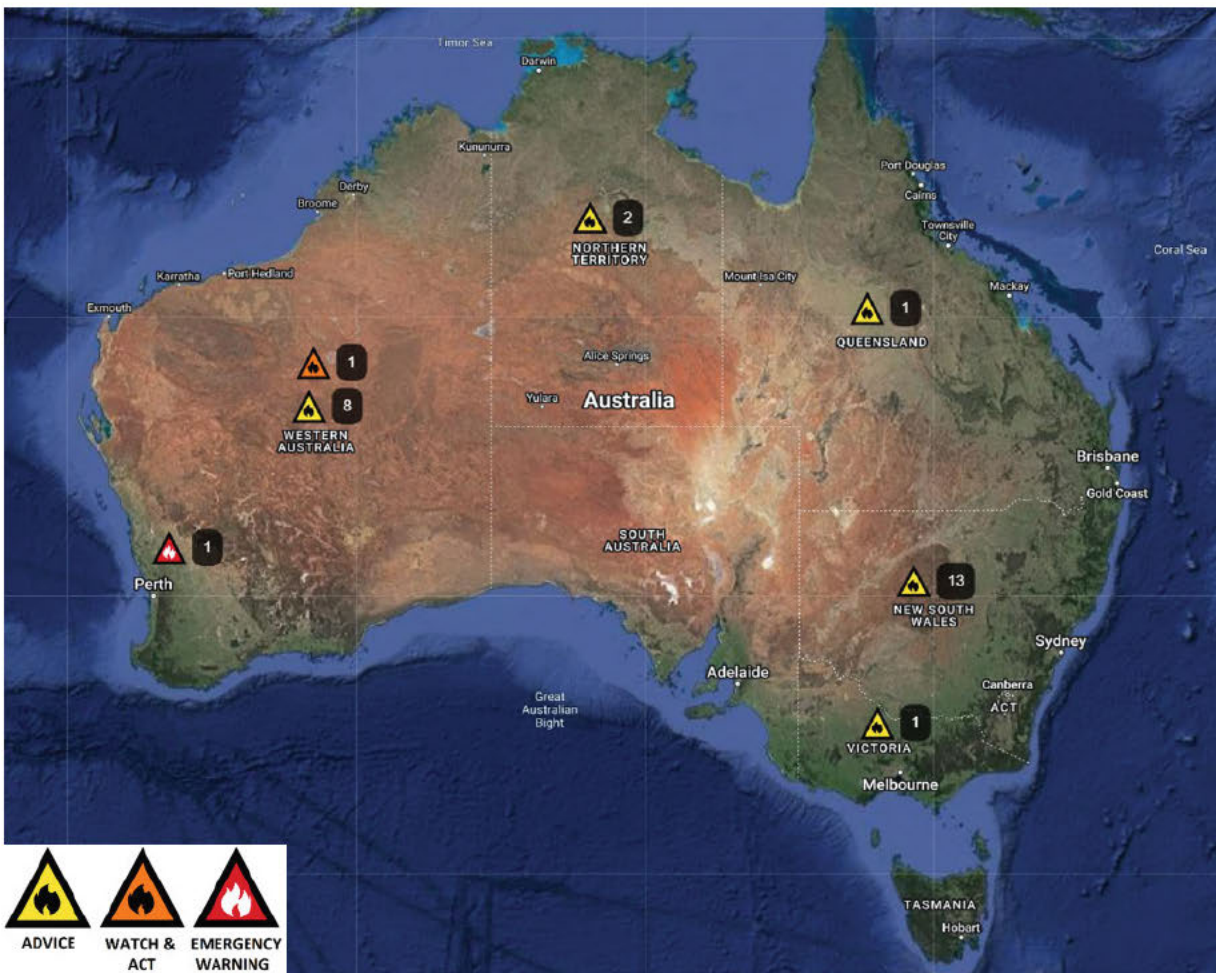 Timor Sea
Darwin
Kununurra
Port Douglas
Cairns
Derby
Broome
2
NORTHERN
TERRITORY
Townsville
City
Coral Sea
Karratha
Port Hedland
Mount Isa City
Mackay
Exmouth
1
QUEENSLAND
1
Alice Springs
8
Yulara
Australia
WESTERN
AUSTRALIA
Brisbane
Gold Coast
SOUTH
AUSTRALIA
1
Perth
13
NEW SOUTH
WALES
Sydney
Adelaide
Canberra
ACT
Great
Australian
Bight
1
VICTORIA
Melbourne
TASMANIA
Hobart
ADVICE
WATCH &
ACT
EMERGENCY
WARNING